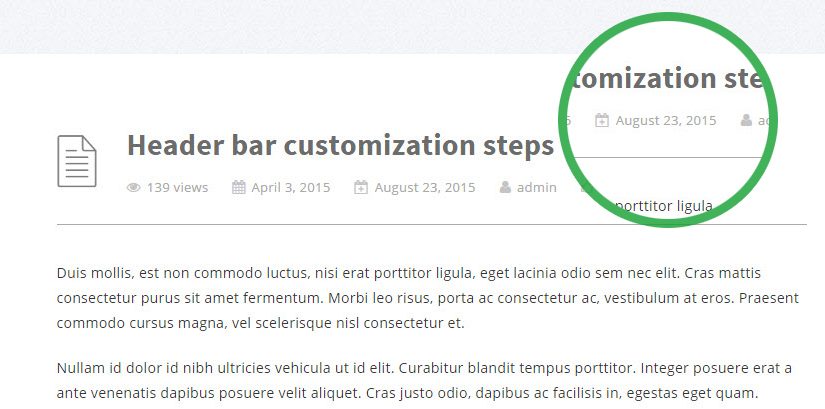 tomization ste
August 23, 2015
porttitor ligula
Header bar customization steps
139 views April 3, 2015 August 23, 2015 admin
Duis mollis, est non commodo luctus, nisi erat porttitor ligula, eget lacinia odio sem nec elit. Cras mattis
consectetur purus sit amet fermentum. Morbi leo risus, porta ac consectetur ac, vestibulum at eros. Praesent
commodo cursus magna, vel scelerisque nisl consectetur et.
Nullam id dolor id nibh ultricies vehicula ut id elit. Curabitur blandit tempus porttitor. Integer posuere erat a
ante venenatis dapibus posuere velit aliquet. Cras justo odio, dapibus ac facilisis in, egestas eget quam.